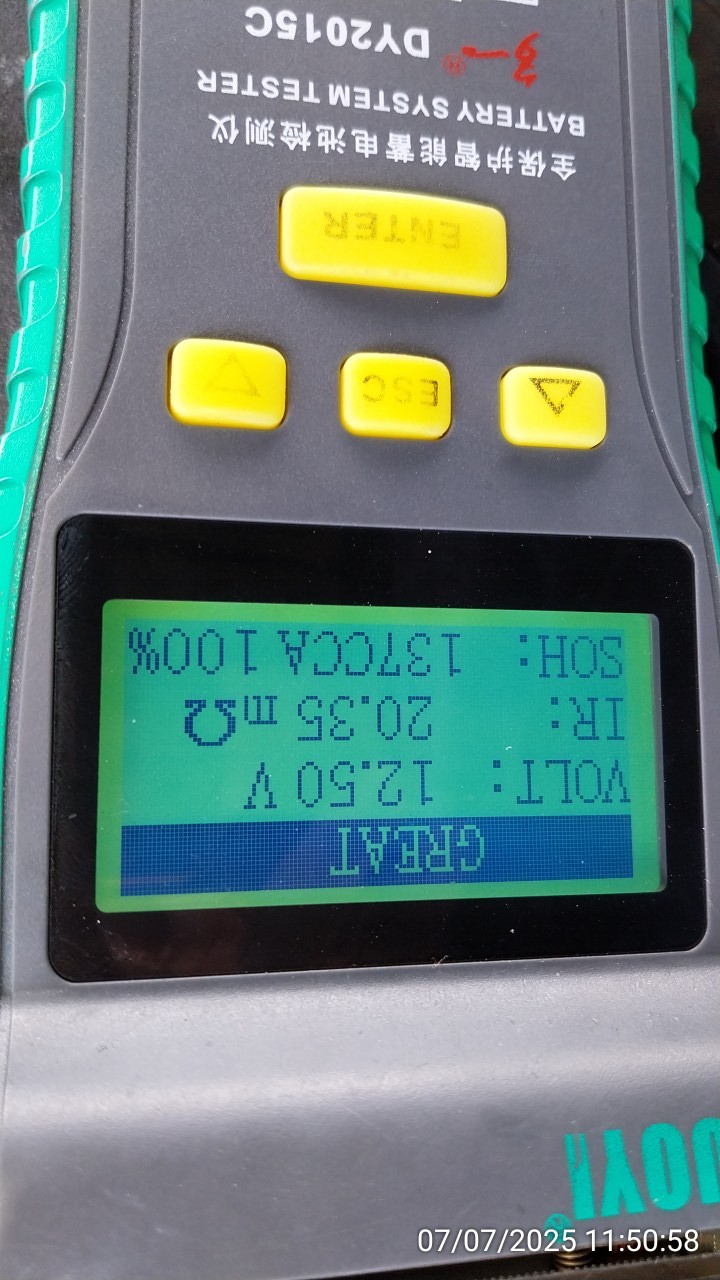 DUOYI®
GREAT
VOLT: 12.50 V
IR: 20.35 mΩ
SOH: 137CCA 100%
ESC
ENTER
全保护智能蓄电池检测仪
BATTERY SYSTEM TESTER
DY2015C
07/07/2025 11:50:58